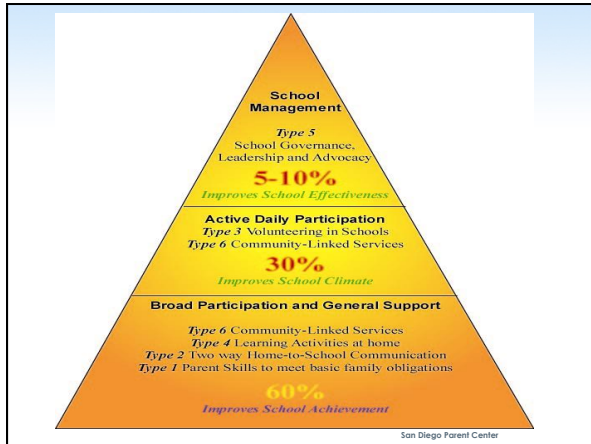 School
Management
Type 5
School Governance,
Leadership and Advocacy
5-10%
Improves School Effectiveness
Active Daily Participation
Type 3 Volunteering in Schools
Type 6 Community-Linked Services
30%
Improves School Climate
Broad Participation and General Support
Type 6 Community-Linked Services
Type 4 Learning Activities at home
Type 2 Two way Home-to-School Communication
Type 1 Parent Skills to meet basic family obligations
60%
Improves School Achievement
San Diego Parent Center